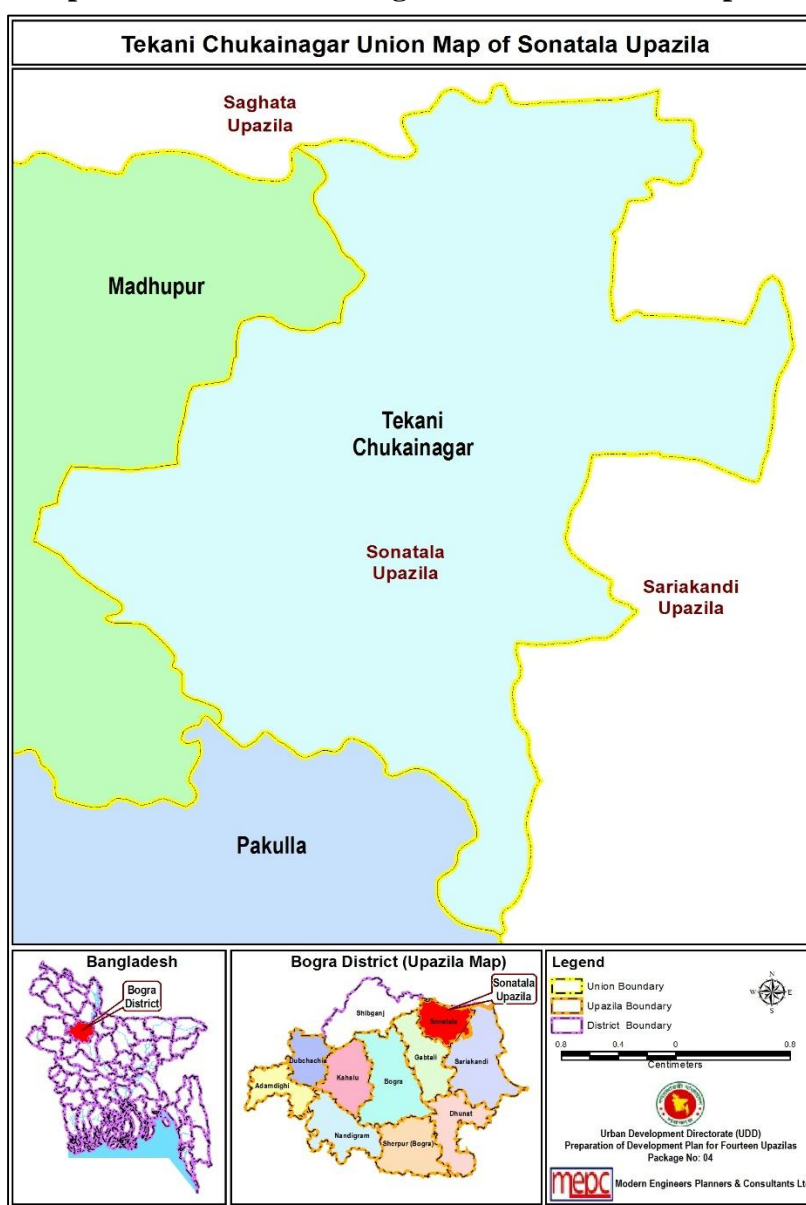 Tekani Chukainagar Union Map of Sonatala Upazila
Saghata
Upazila
Madhupur
Tekani
Chukainagar
Sonatala
Upazila
Sariakandi
Upazila
Pakulla
Bangladesh
Bogra
District
Bogra District (Upazila Map)
Sonatala
Upazila
Shibganj
Sonatala
Dubchachia
Kahalu
Gabtali
Sariakandi
Adamdighi
Bogra
Dhunat
Nandigram
Sherpur (Bogra)
Legend
Union Boundary
Upazila Boundary
District Boundary
N
W E
S
0.8 0.4 0 0.8
Centimeters
Urban Development Directorate (UDD)
Preparation of Development Plan for Fourteen Upazilas
Package No: 04
mepc Modern Engineers Planners & Consultants Lt